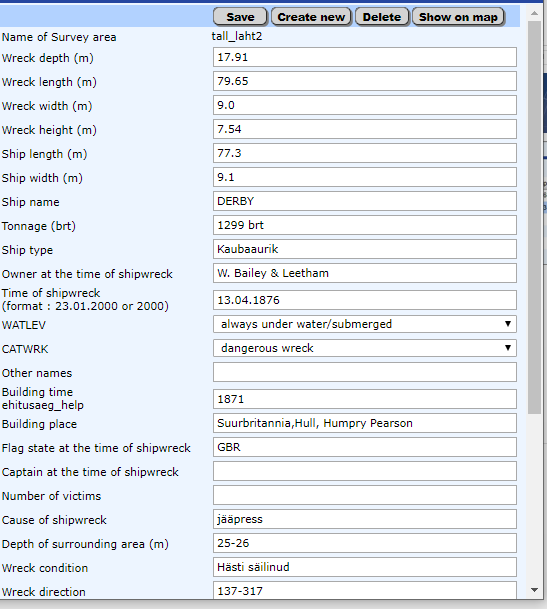 Save Create new Delete Show on map
Name of Survey area tall_laht2
Wreck depth (m) 17.91
Wreck length (m) 79.65
Wreck width (m) 9.0
Wreck height (m) 7.54
Ship length (m) 77.3
Ship width (m) 9.1
Ship name DERBY
Tonnage (brt) 1299 brt
Ship type Kaubaaurik
Owner at the time of shipwreck W. Bailey & Leetham
Time of shipwreck
(format : 23.01.2000 or 2000) 13.04.1876
WATLEV always under water/submerged
CATWRK dangerous wreck
Other names
Building time
ehitusaeg_help 1871
Building place Suurbritannia,Hull, Humpry Pearson
Flag state at the time of shipwreck GBR
Captain at the time of shipwreck
Number of victims
Cause of shipwreck jääpress
Depth of surrounding area (m) 25-26
Wreck condition Hästi säilinud
Wreck direction 137-317